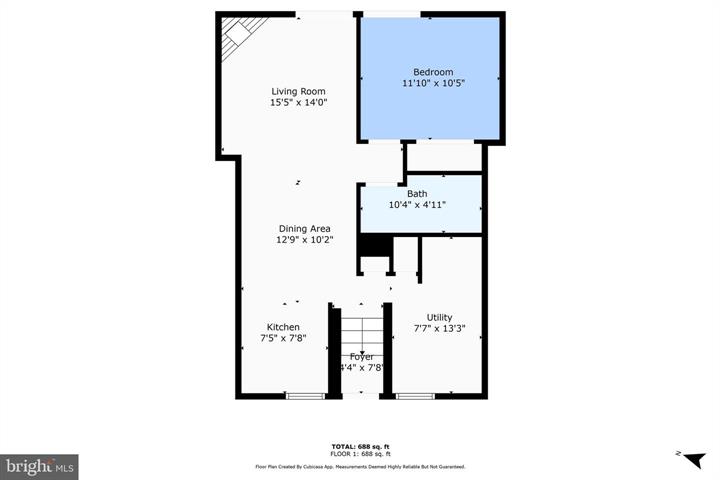 Bedroom
11'10" x 10'5"
Living Room
15'5" x 14'0"
Bath
10'4" x 4'11"
Dining Area
12'9" x 10'2"
Utility
7'7" x 13'3"
Kitchen
7'5" x 7'8"
Foyer
4'4" x 7'8"
TOTAL: 688 sq. ft
FLOOR 1: 688 sq. ft
Floor Plan Created By Cubicasa App. Measurements Deemed Highly Reliable But Not Guaranteed.
bright MLS
N